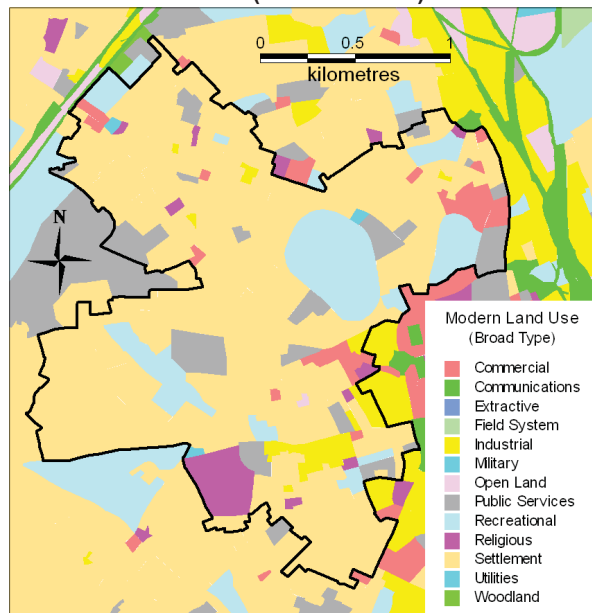 0 0.5 1
kilometres
N
Modern Land Use
(Broad Type)
Commercial
Communications
Extractive
Field System
Industrial
Military
Open Land
Public Services
Recreational
Religious
Settlement
Utilities
Woodland